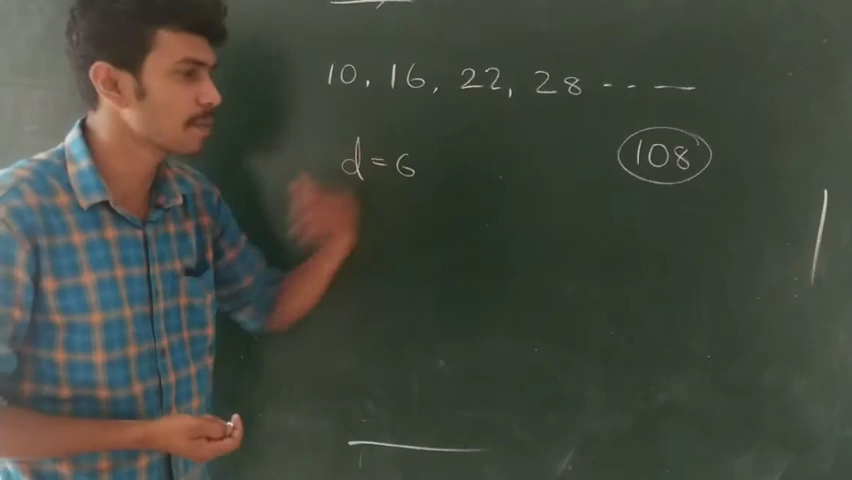 10, 16, 22, 28 -----
d=6
108